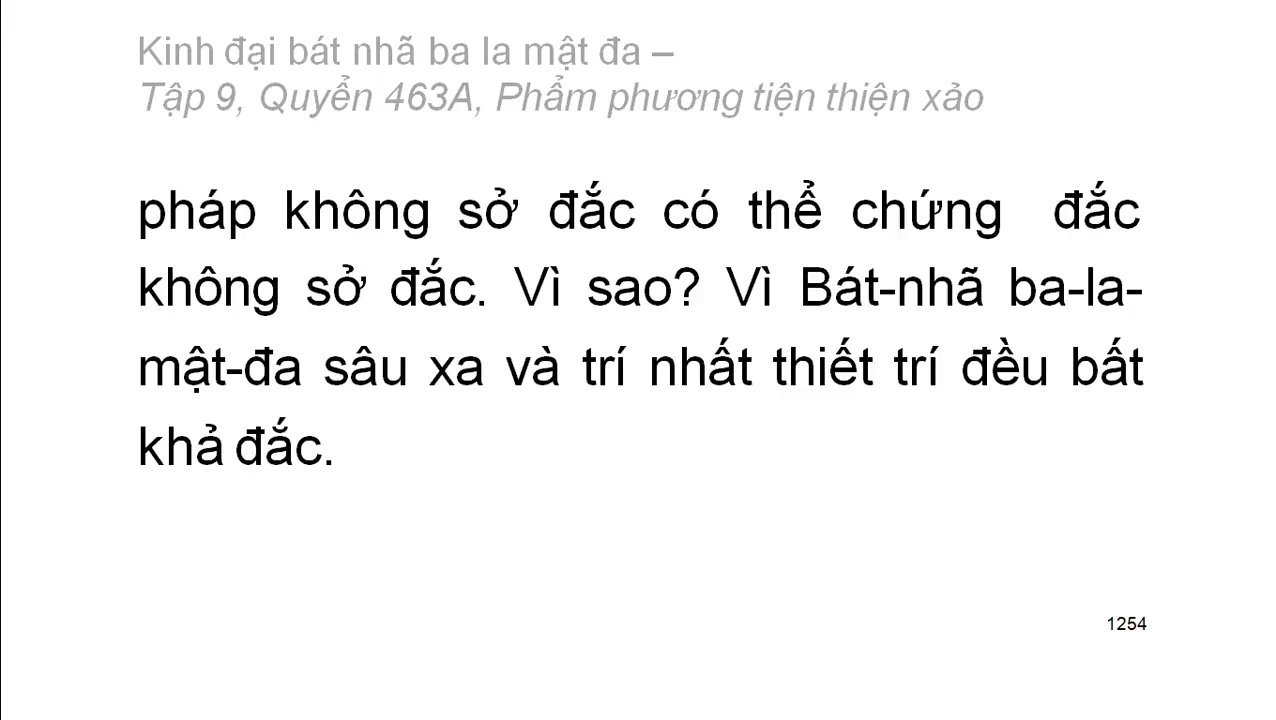 Kinh đại bát nhã ba la mật đa –
Tập 9, Quyển 463A, Phẩm phương tiện thiện xảo
pháp không sở đắc có thể chứng đắc
không sở đắc. Vì sao? Vì Bát-nhã ba-la-
mật-đa sâu xa và trí nhất thiết trí đều bất
khả đắc.
1254